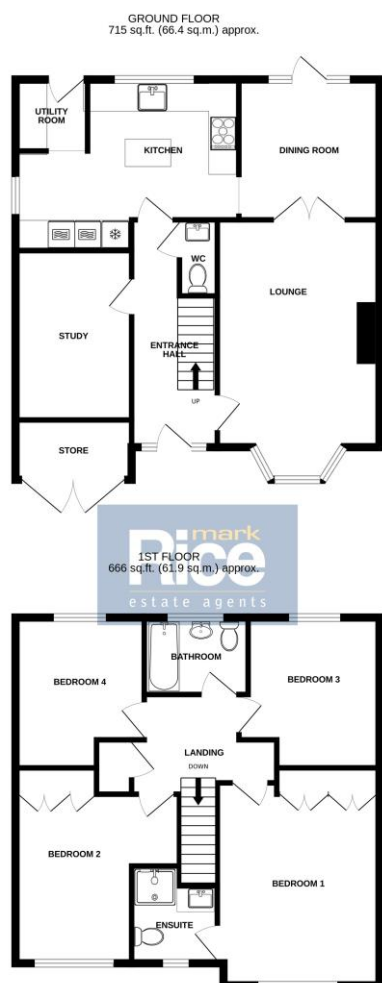 GROUND FLOOR
715 sq.ft. (66.4 sq.m.) approx.
UTILITY
ROOM
KITCHEN
DINING ROOM
WC
LOUNGE
STUDY
ENTRANCE
HALL
UP
STORE
mark
Rice
estate agents
1ST FLOOR
666 sq.ft. (61.9 sq.m.) approx.
BATHROOM
BEDROOM 4
BEDROOM 3
LANDING
DOWN
BEDROOM 2
BEDROOM 1
ENSUITE